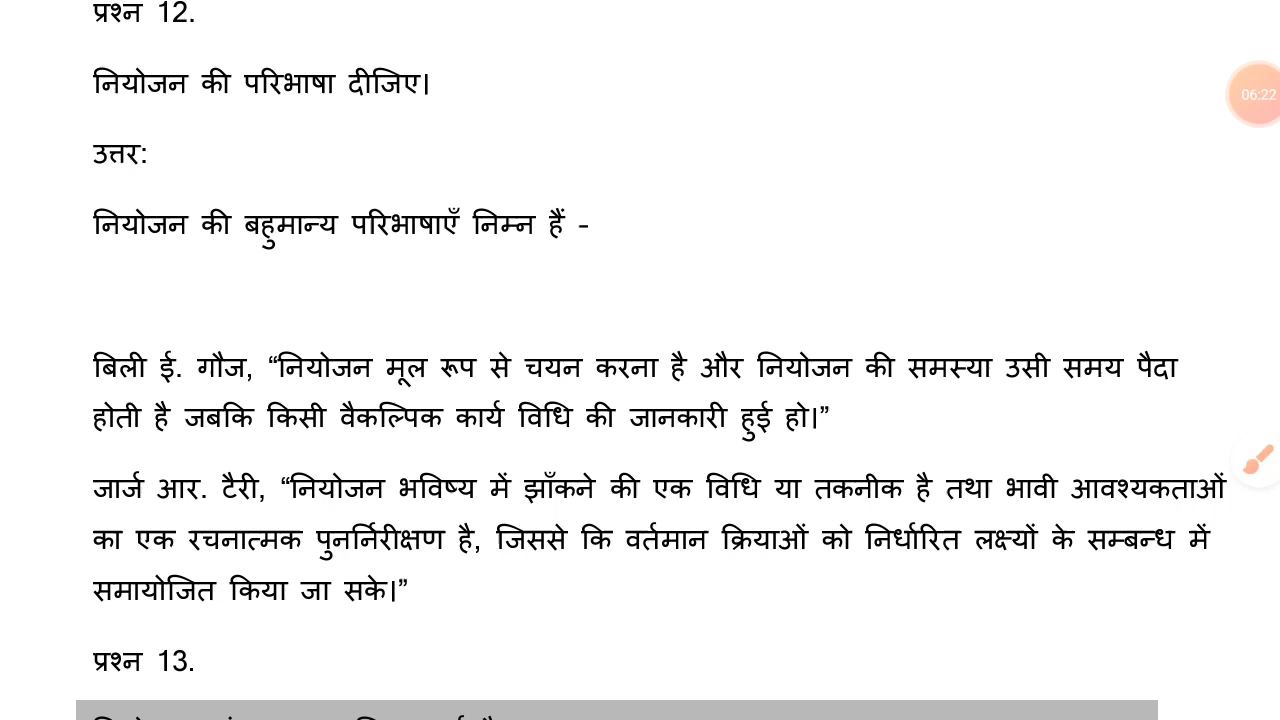 प्रश्न 12.
नियोजन की परिभाषा दीजिए।
06:22
उत्तर:
नियोजन की बहुमान्य परिभाषाएँ निम्न हैं –
बिली ई. गौज, “नियोजन मूल रूप से चयन करना है और नियोजन की समस्या उसी समय पैदा
होती है जबकि किसी वैकल्पिक कार्य विधि की जानकारी हुई हो।”
जार्ज आर. टैरी, “नियोजन भविष्य में झाँकने की एक विधि या तकनीक है तथा भावी आवश्यकताओं
का एक रचनात्मक पुनर्निरीक्षण है, जिससे कि वर्तमान क्रियाओं को निर्धारित लक्ष्यों के सम्बन्ध में
समायोजित किया जा सके।”
प्रश्न 13.